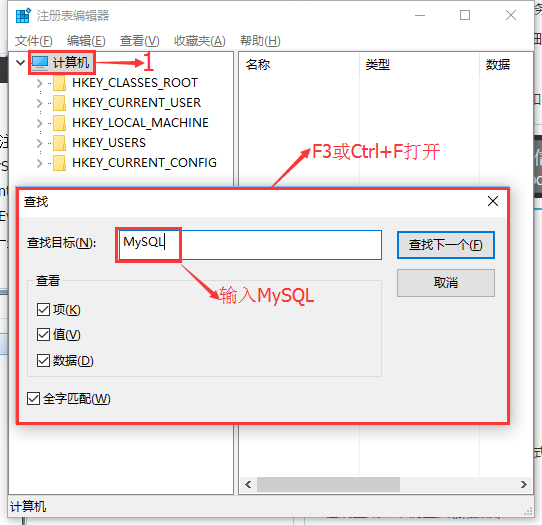 注册表编辑器
文件(F) 编辑(E) 查看(V) 收藏夹(A) 帮助(H)
计算机 1
名称 类型 数据
HKEY_CLASSES_ROOT
HKEY_CURRENT_USER
HKEY_LOCAL_MACHINE
HKEY_USERS
HKEY_CURRENT_CONFIG
F3或Ctrl+F打开
查找
查找目标(N): MySQL 查找下一个(F)
查看 取消
输入MySQL
项(K)
值(V)
数据(D)
全字匹配(W)
计算机